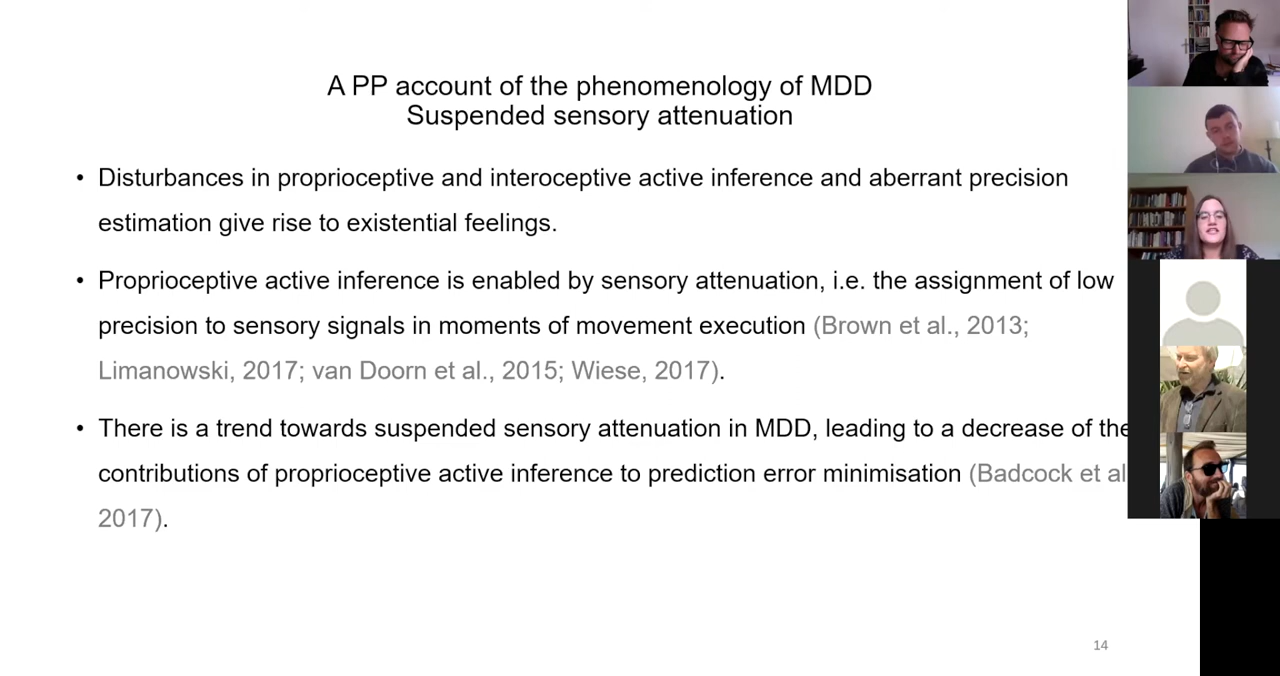 A PP account of the phenomenology of MDD
Suspended sensory attenuation
• Disturbances in proprioceptive and interoceptive active inference and aberrant precision
estimation give rise to existential feelings.
• Proprioceptive active inference is enabled by sensory attenuation, i.e. the assignment of low
precision to sensory signals in moments of movement execution (Brown et al., 2013;
Limanowski, 2017; van Doorn et al., 2015; Wiese, 2017).
• There is a trend towards suspended sensory attenuation in MDD, leading to a decrease of the
contributions of proprioceptive active inference to prediction error minimisation (Badcock et al
2017).
14